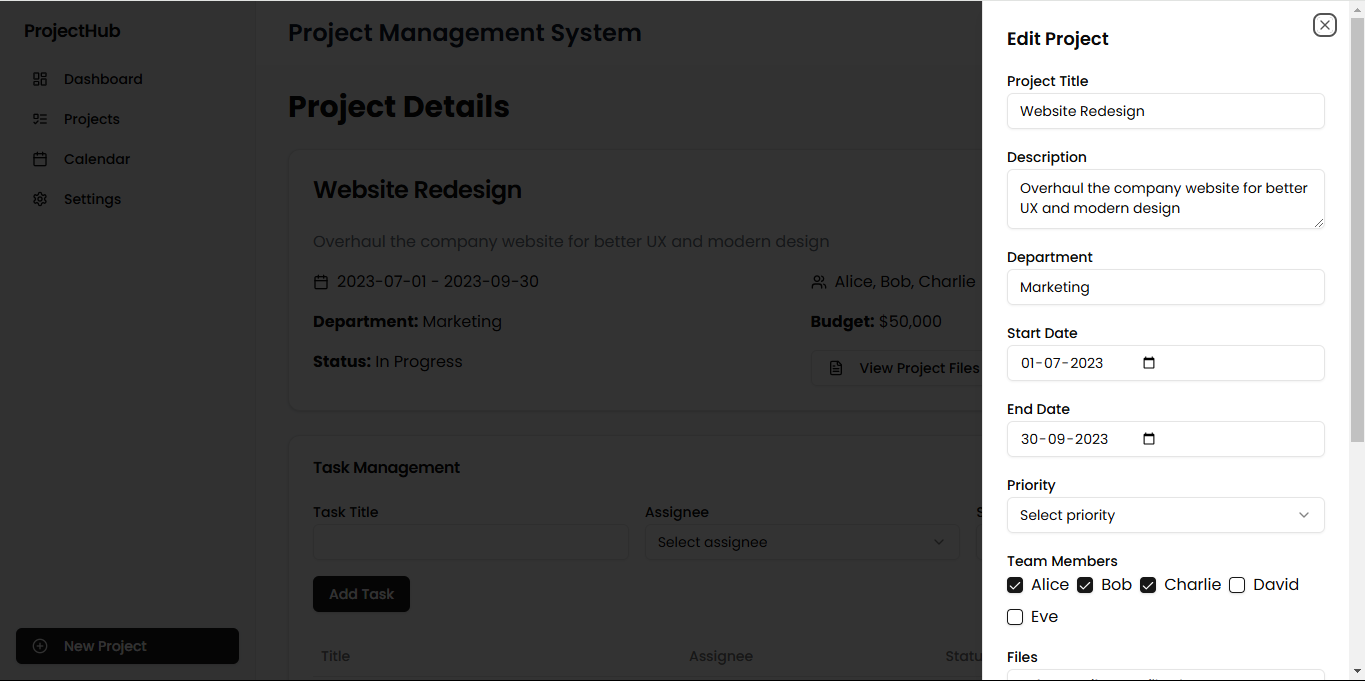 ProjectHub
Dashboard
Projects
Calendar
Settings
New Project
Project Management System
Project Details
Website Redesign
Overhaul the company website for better UX and modern design
2023-07-01 - 2023-09-30
Alice, Bob, Charlie
Department: Marketing
Budget: $50,000
Status: In Progress
View Project Files
Task Management
Task Title
Assignee
Select assignee
Add Task
Title
Assignee
Statu
Edit Project
Project Title
Website Redesign
Description
Overhaul the company website for better
UX and modern design
Department
Marketing
Start Date
01-07-2023
End Date
30-09-2023
Priority
Select priority
Team Members
Alice Bob Charlie David
Eve
Files